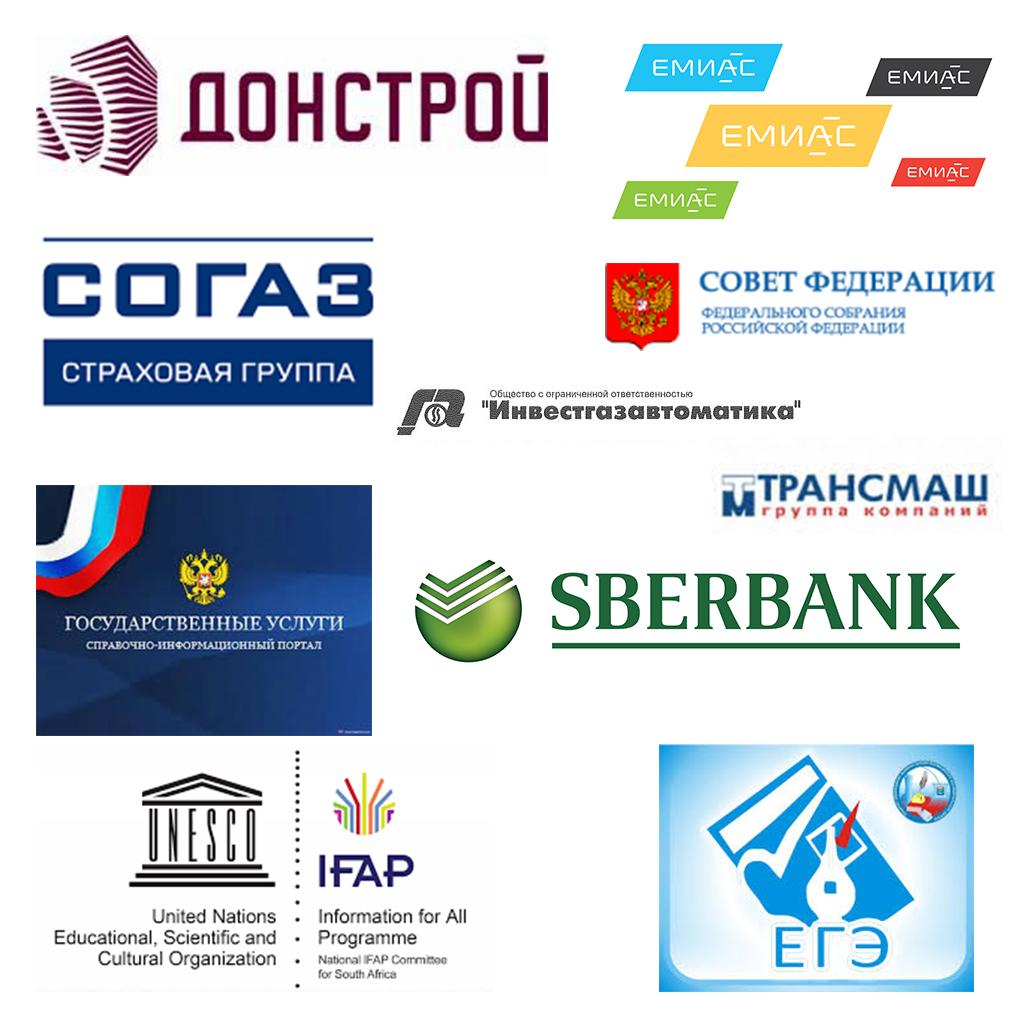 ДОНСТРОЙ
ЕМИАС
ЕМИАС
ЕМИАС
ЕМИАС
ЕМИАС
СОГАЗ
СТРАХОВАЯ ГРУППА
СОВЕТ ФЕДЕРАЦИИ
ФЕДЕРАЛЬНОГО СОБРАНИЯ
РОССИЙСКОЙ ФЕДЕРАЦИИ
Общество с ограниченной ответственностью
"Инвестгазавтоматика"
ТМ ТРАНСМАШ
группа компаний
ГОСУДАРСТВЕННЫЕ УСЛУГИ
СПРАВОЧНО-ИНФОРМАЦИОННЫЙ ПОРТАЛ
SBERBANK
UNESCO
United Nations
Educational, Scientific and
Cultural Organization
IFAP
Information for All
Programme
National IFAP Committee
for South Africa
ЕГЭ